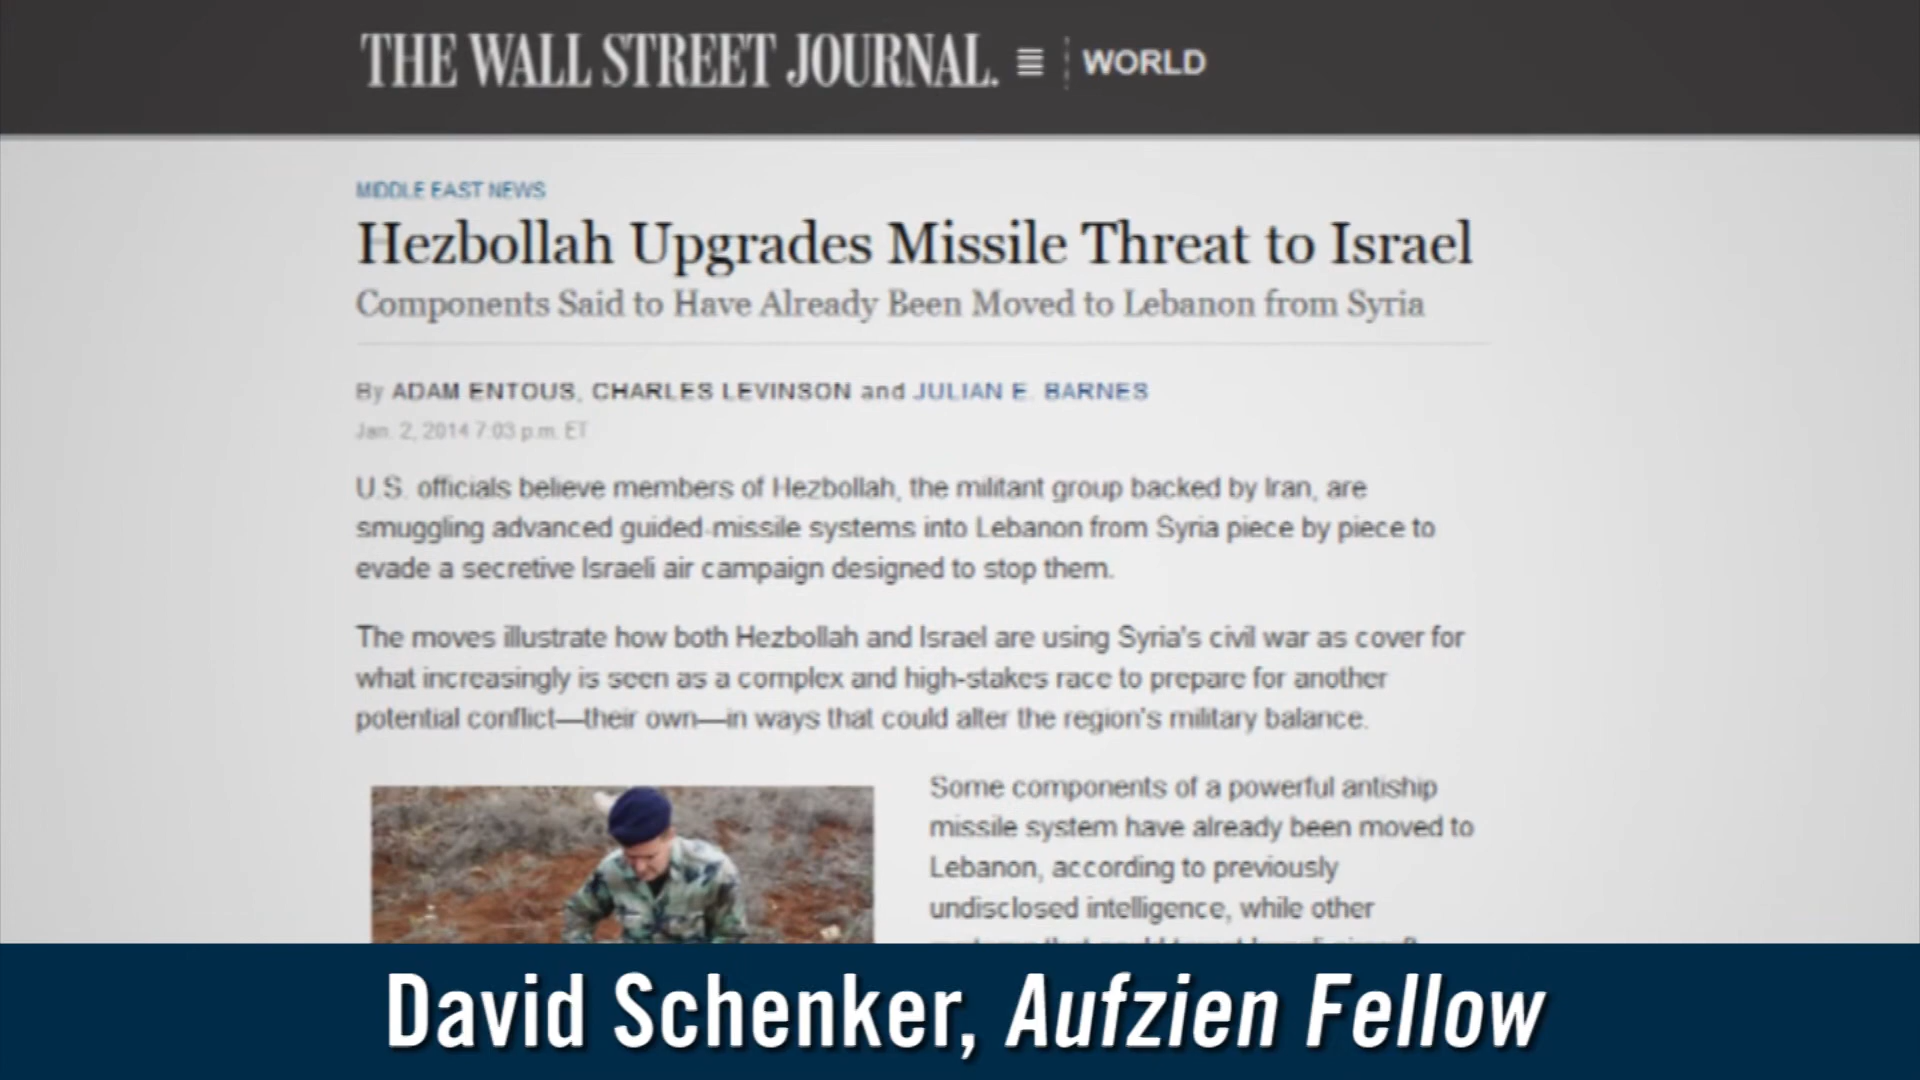 THE WALL STREET JOURNAL. WORLD
MIDDLE EAST NEWS
Hezbollah Upgrades Missile Threat to Israel
Components Said to Have Already Been Moved to Lebanon from Syria
By ADAM ENTOUS, CHARLES LEVINSON and JULIAN E. BARNES
Jan. 2, 2014 7:03 p.m. ET
U.S. officials believe members of Hezbollah, the militant group backed by Iran, are
smuggling advanced guided-missile systems into Lebanon from Syria piece by piece to
evade a secretive Israeli air campaign designed to stop them.
The moves illustrate how both Hezbollah and Israel are using Syria's civil war as cover for
what increasingly is seen as a complex and high-stakes race to prepare for another
potential conflict—their own—in ways that could alter the region's military balance.
Some components of a powerful antiship
missile system have already been moved to
Lebanon, according to previously
undisclosed intelligence, while other
David Schenker, Aufzien Fellow